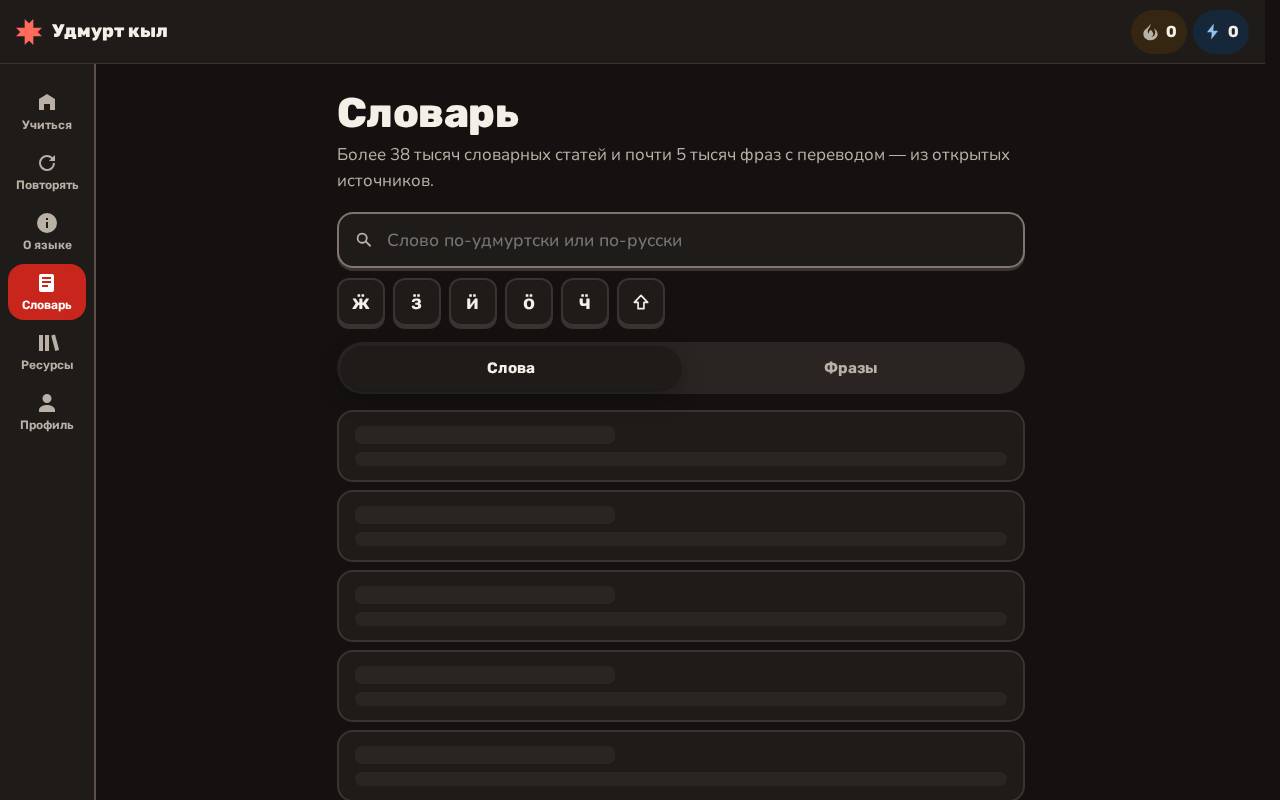 Удмурт кыл
0
0
Учиться
Повторять
О языке
Словарь
Ресурсы
Профиль
Словарь
Более 38 тысяч словарных статей и почти 5 тысяч фраз с переводом — из открытых
источников.
Слово по-удмуртски или по-русски
ӝ ӟ ӥ ӧ ӵ
Слова
Фразы